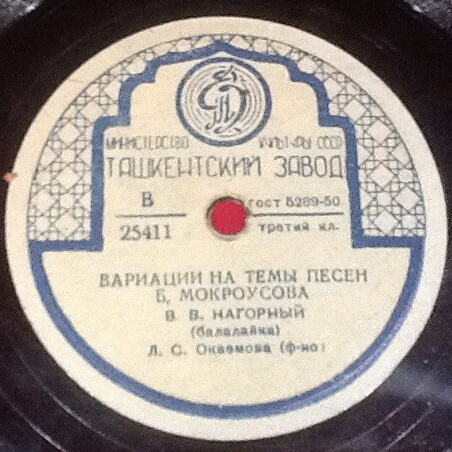 МИНИСТЕРСТВО КУЛЬТУРЫ СССР
ТАШКЕНТСКИЙ ЗАВОД
В
25411
ГОСТ 5289-50
третий кл.
ВАРИАЦИИ НА ТЕМЫ ПЕСЕН
Б. МОКРОУСОВА
В. В. НАГОРНЫЙ
(балалайка)
Л. С. Окаемова (ф-но)